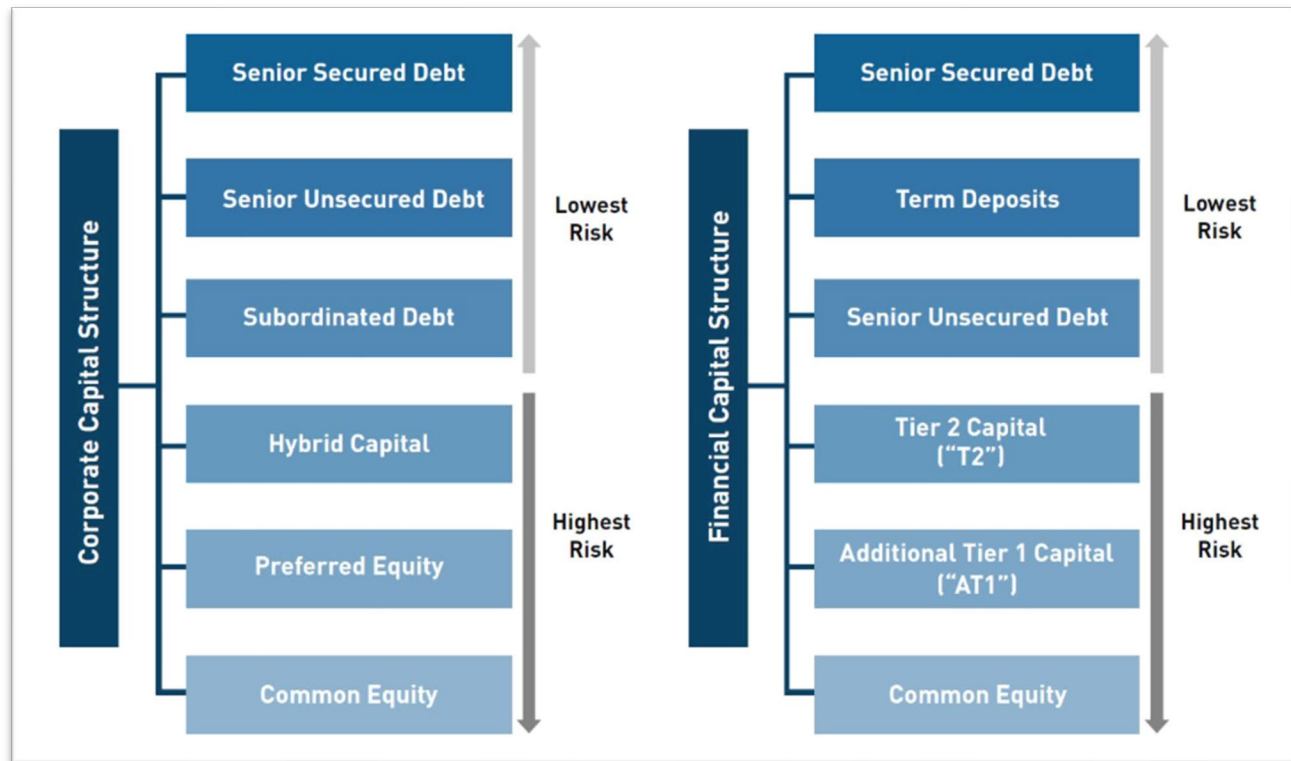 Corporate Capital Structure
Senior Secured Debt
Senior Unsecured Debt
Subordinated Debt
Hybrid Capital
Preferred Equity
Common Equity
Lowest
Risk
Highest
Risk
Financial Capital Structure
Senior Secured Debt
Term Deposits
Senior Unsecured Debt
Tier 2 Capital
(“T2”)
Additional Tier 1 Capital
(“AT1”)
Common Equity
Lowest
Risk
Highest
Risk